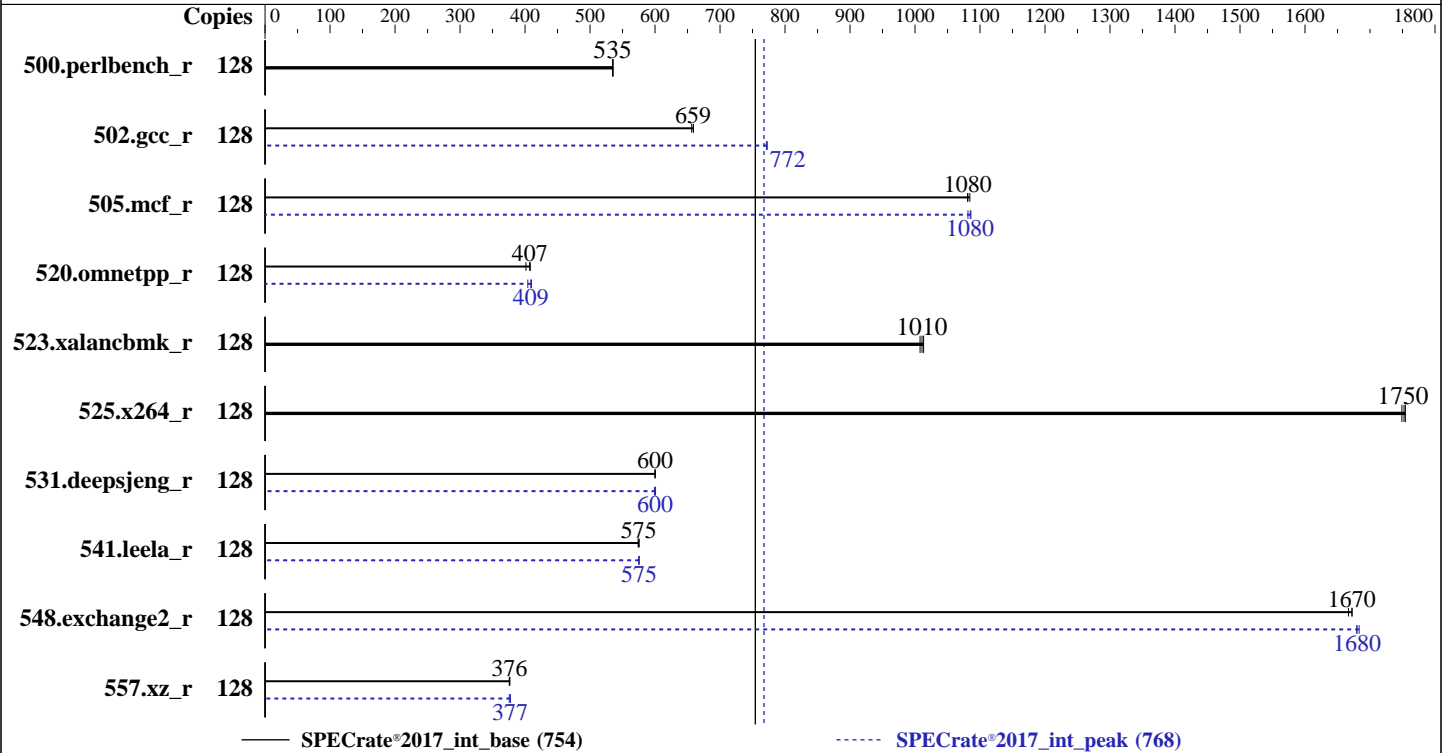 Copies 0 100 200 300 400 500 600 700 800 900 1000 1100 1200 1300 1400 1500 1600 1800
535
500.perlbench_r 128
659
502.gcc_r 128
772
1080
505.mcf_r 128
1080
407
520.omnetpp_r 128
409
1010
523.xalancbmk_r 128
1750
525.x264_r 128
600
531.deepsjeng_r 128
600
575
541.leela_r 128
575
1670
548.exchange2_r 128
1680
376
557.xz_r 128
377
SPECrate®2017_int_base (754) SPECrate®2017_int_peak (768)